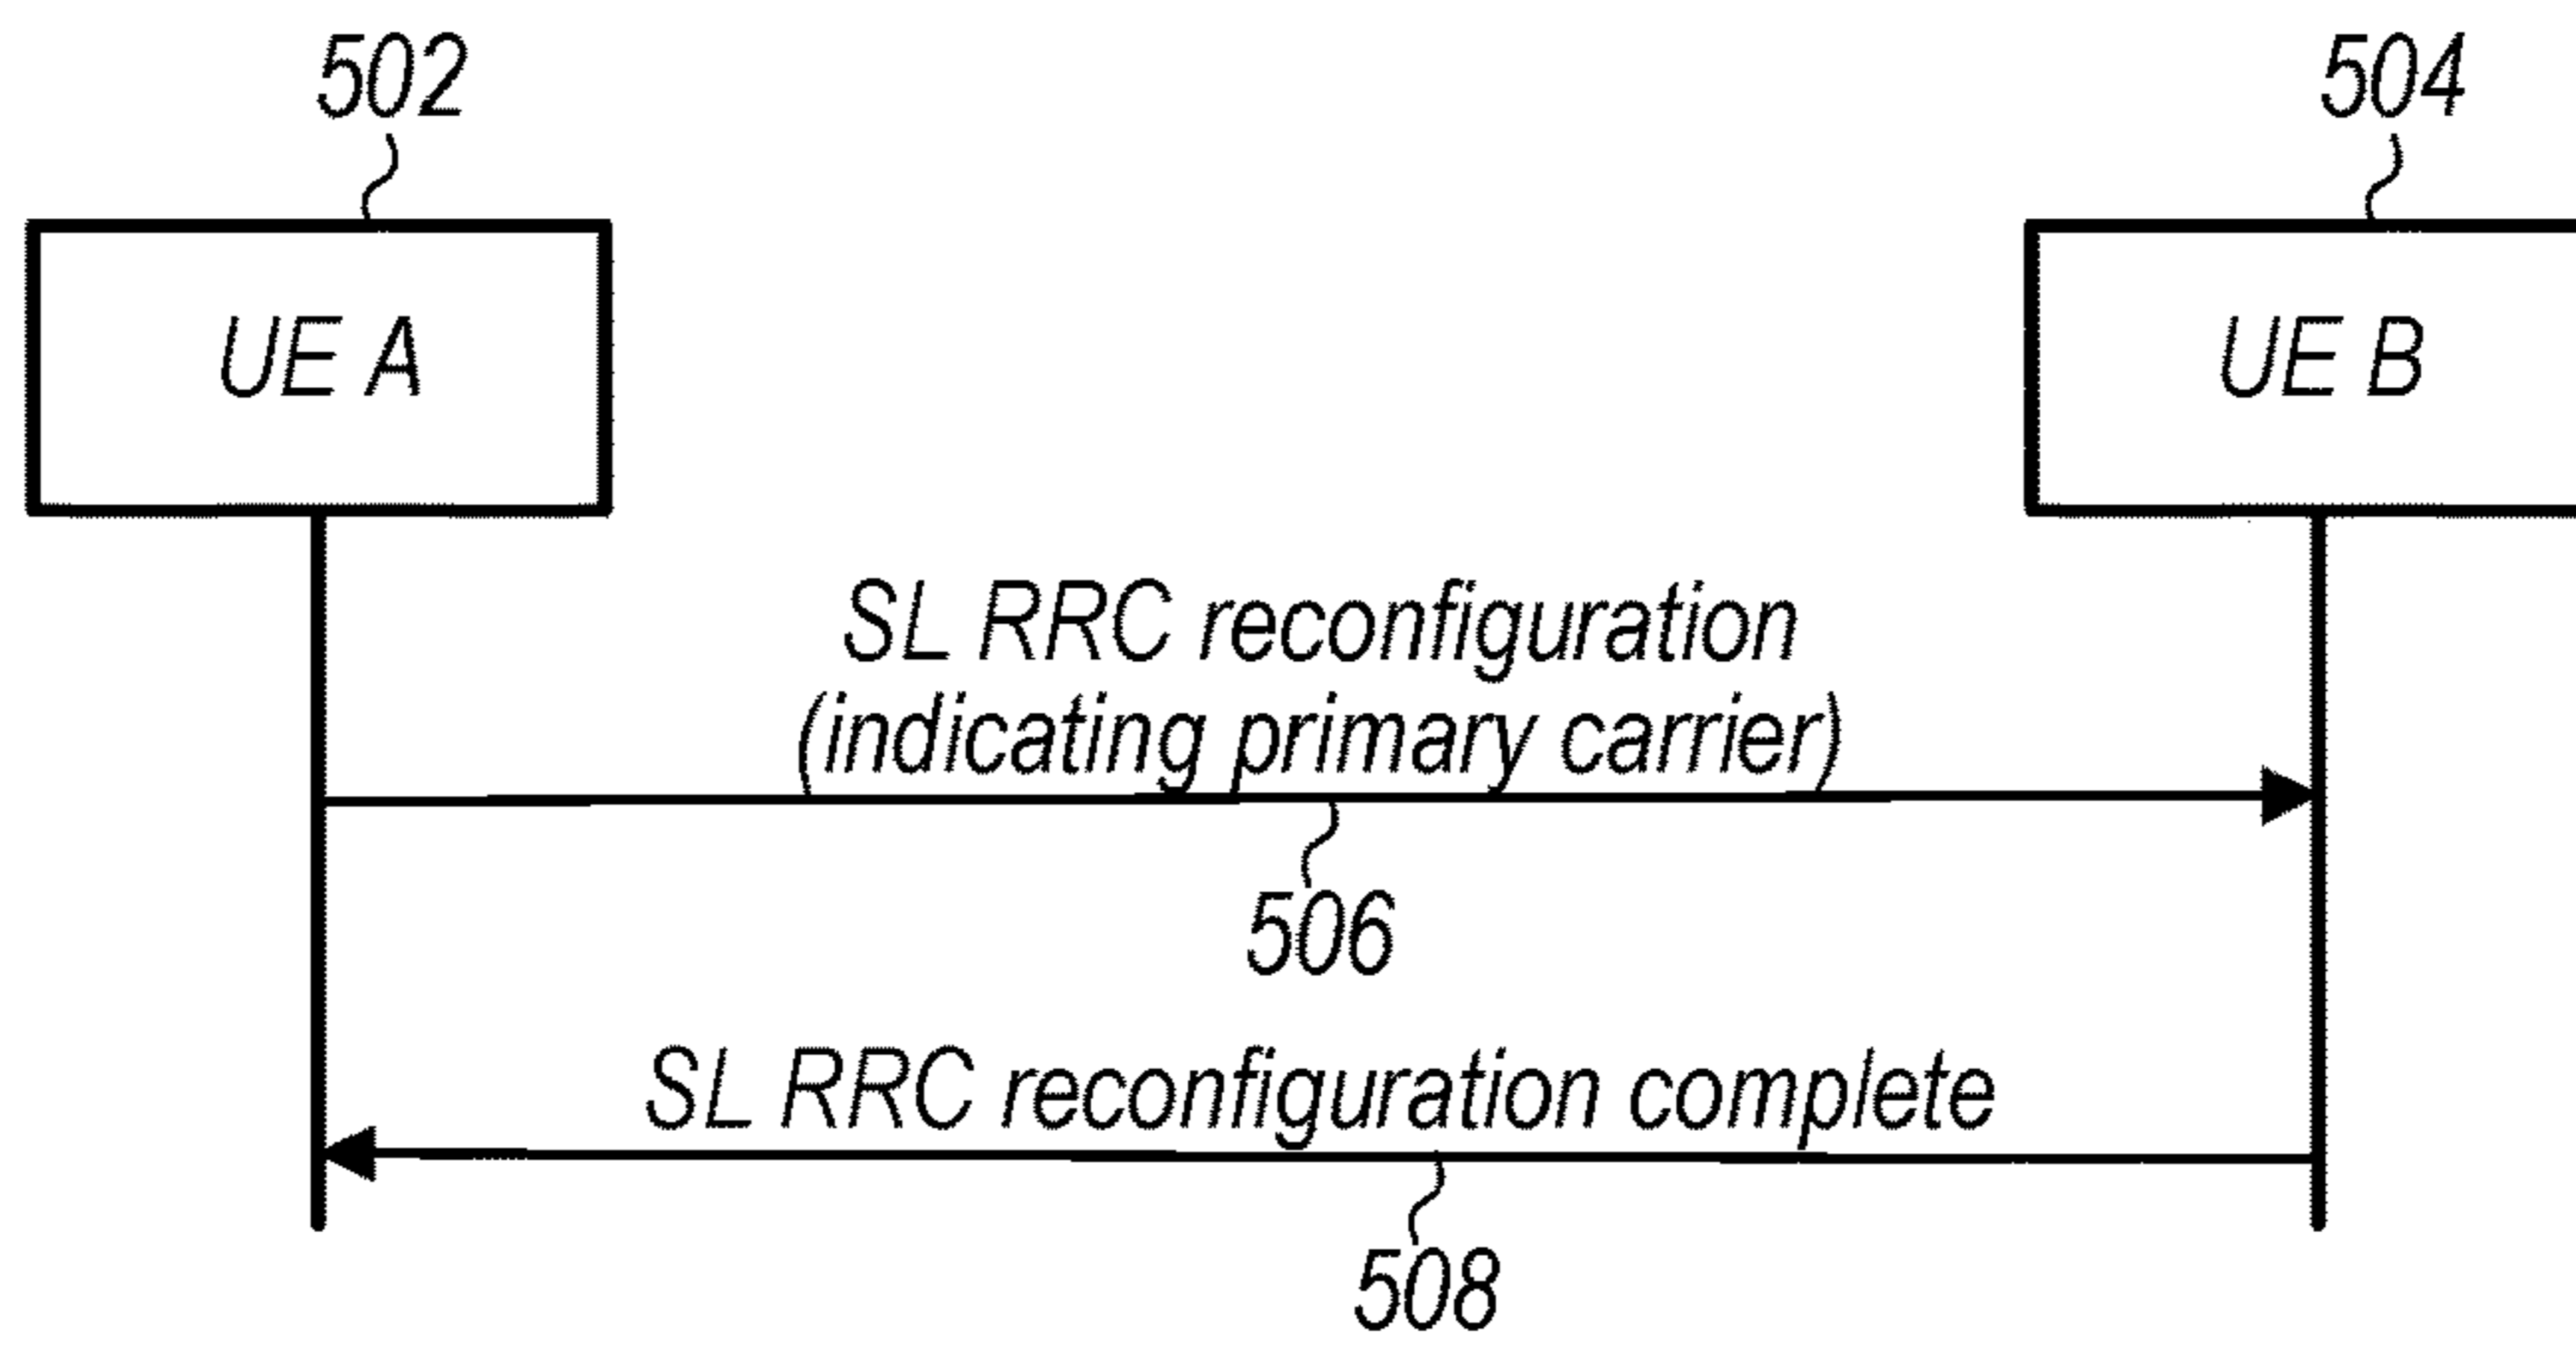 502
504
UE A
UE B
SL RRC reconfiguration
(indicating primary carrier)
506
SL RRC reconfiguration complete
508